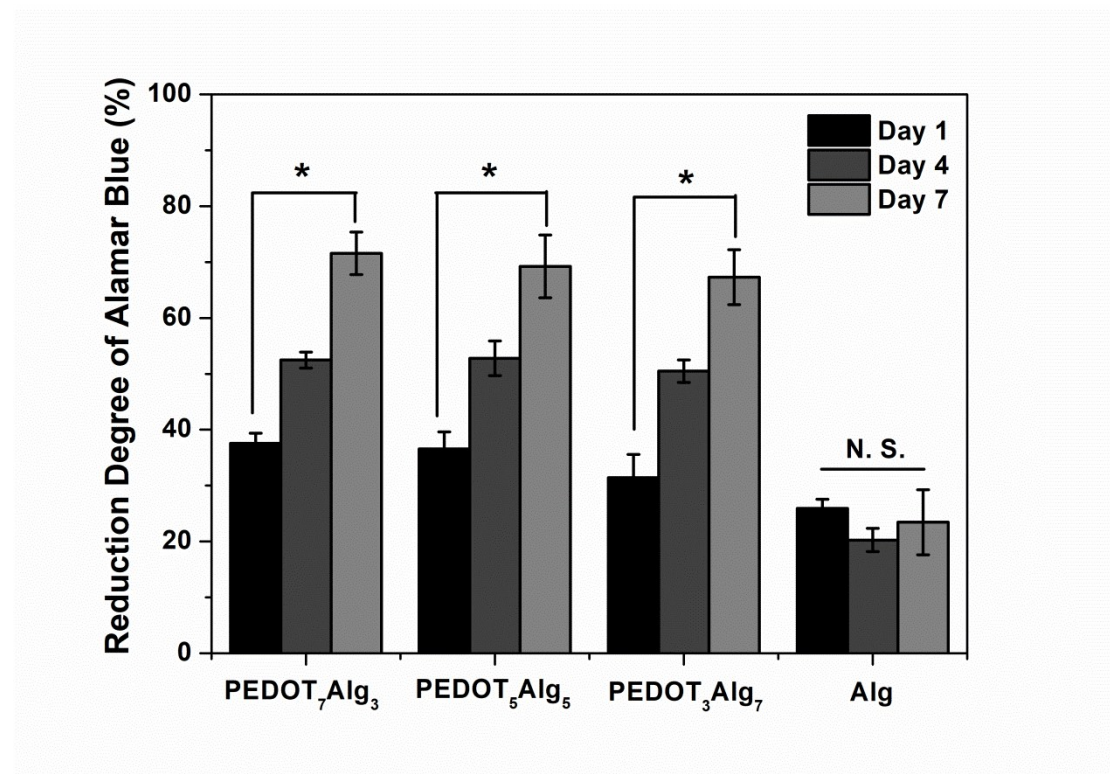 Reduction Degree of Alamar Blue (%)
100
80
60
40
20
0
Day 1
Day 4
Day 7
*
*
*
N. S.
PEDOT₇Alg₃
PEDOT₅Alg₅
PEDOT₃Alg₇
Alg